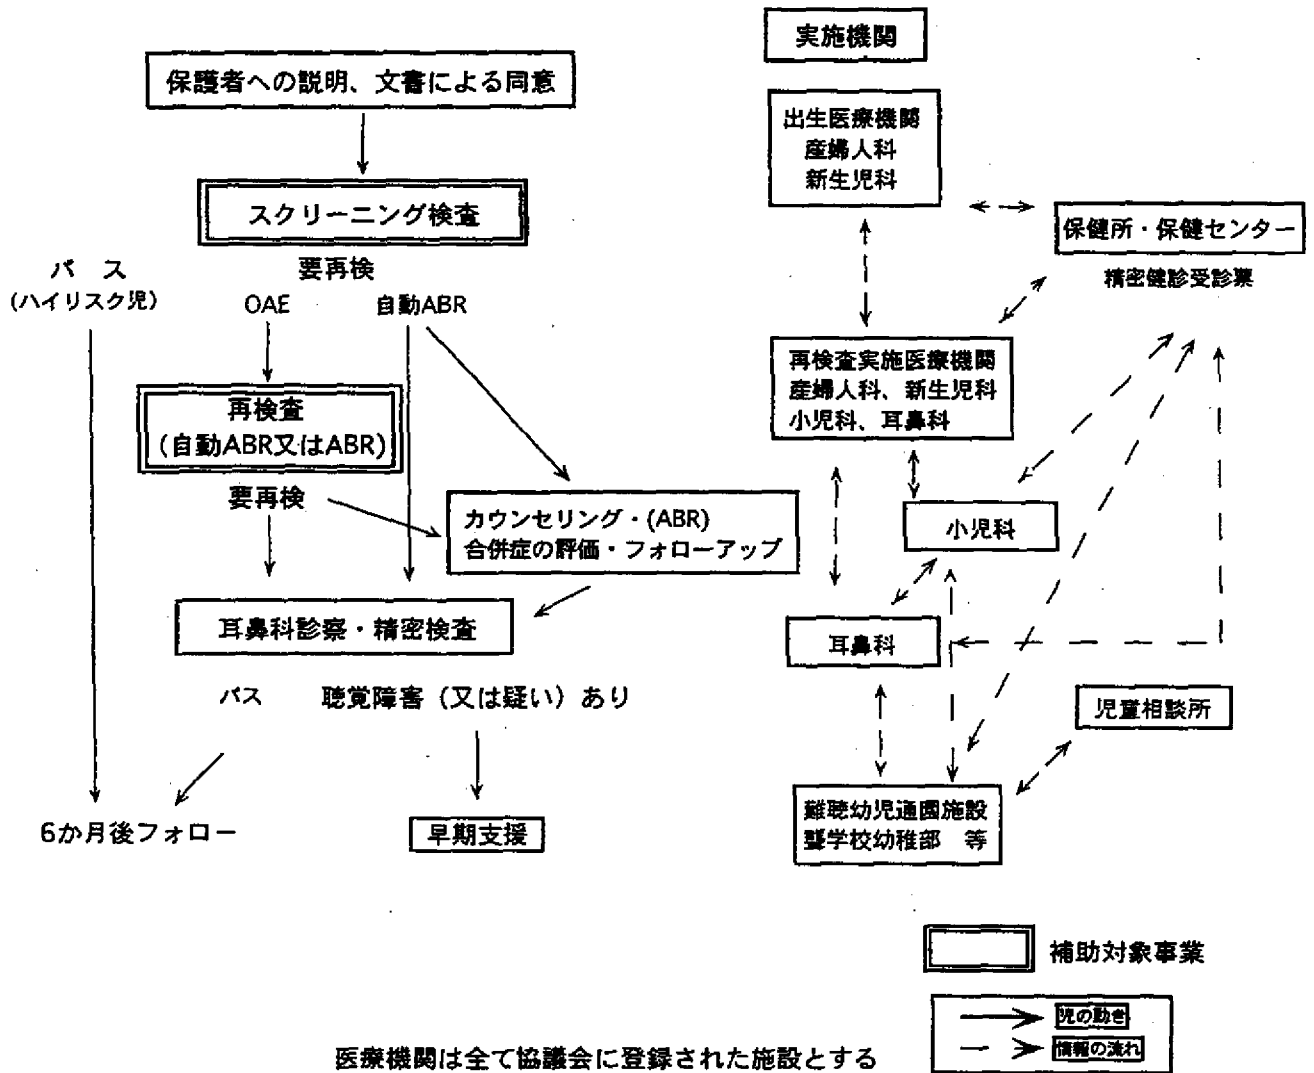 保護者への説明、文書による同意
スクリーニング検査
パス
(ハイリスク児)
要再検
OAE
自動ABR
再検査
(自動ABR又はABR)
要再検
カウンセリング・(ABR)
合併症の評価・フォローアップ
耳鼻科診察・精密検査
パス
聴覚障害（又は疑い）あり
6か月後フォロー
早期支援
実施機関
出生医療機関
産婦人科
新生児科
保健所・保健センター
精密健診受診票
再検査実施医療機関
産婦人科、新生児科
小児科、耳鼻科
小児科
耳鼻科
児童相談所
難聴幼児通園施設
聾学校幼稚部　等
補助対象事業
児の動き
情報の流れ
医療機関は全て協議会に登録された施設とする